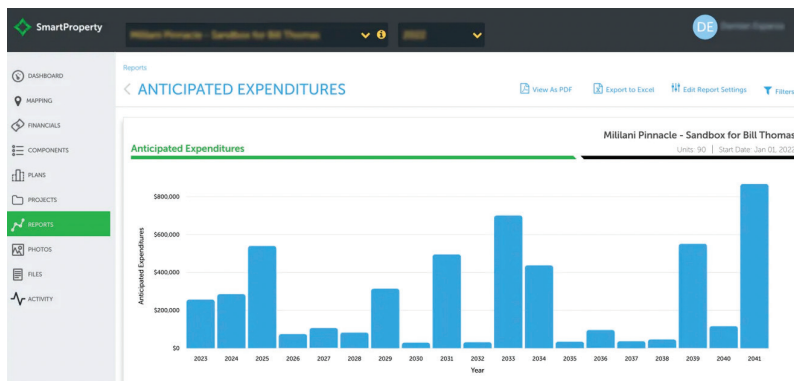 SmartProperty
DE
DASHBOARD
MAPPING
FINANCIALS
COMPONENTS
PLANS
PROJECTS
REPORTS
PHOTOS
FILES
ACTIVITY
Reports
ANTICIPATED EXPENDITURES
View As PDF
Export to Excel
Edit Report Settings
Filters
Mililani Pinnacle - Sandbox for Bill Thomas
Anticipated Expenditures
Units: 90 | Start Date: Jan 01, 2022
$800,000
$600,000
$400,000
$200,000
$0
Anticipated Expenditures
2023 2024 2025 2026 2027 2028 2029 2030 2031 2032 2033 2034 2035 2036 2037 2038 2039 2040 2041
Year